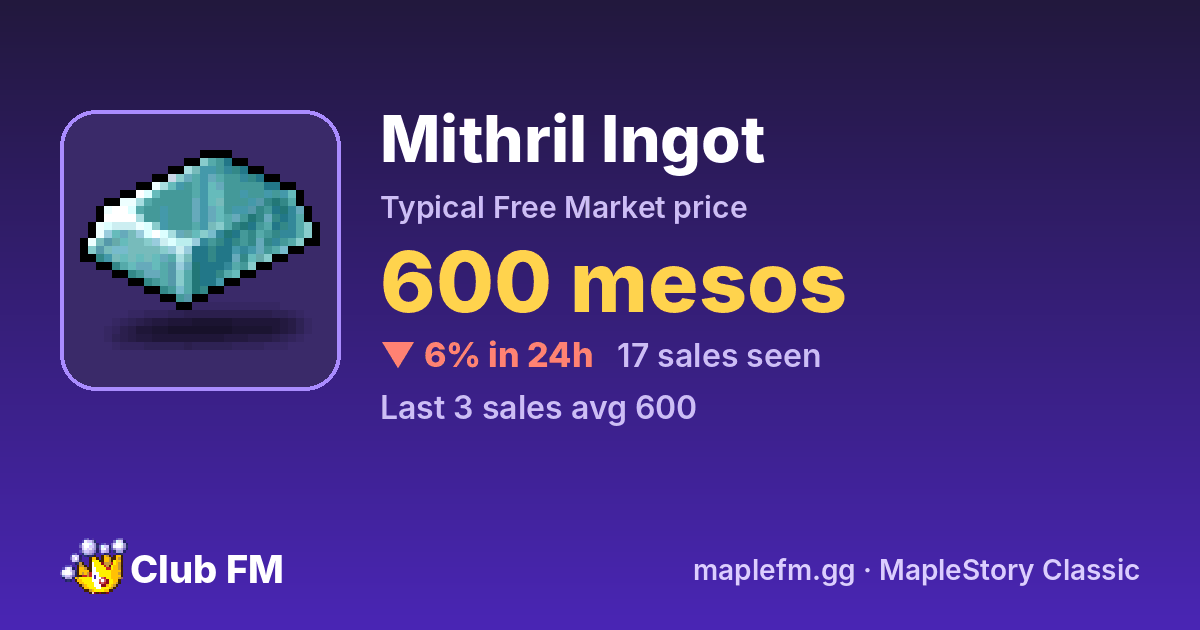 Mithril Ingot
Typical Free Market price
600 mesos
▼ 6% in 24h 17 sales seen
Last 3 sales avg 600
Club FM
maplefm.gg · MapleStory Classic